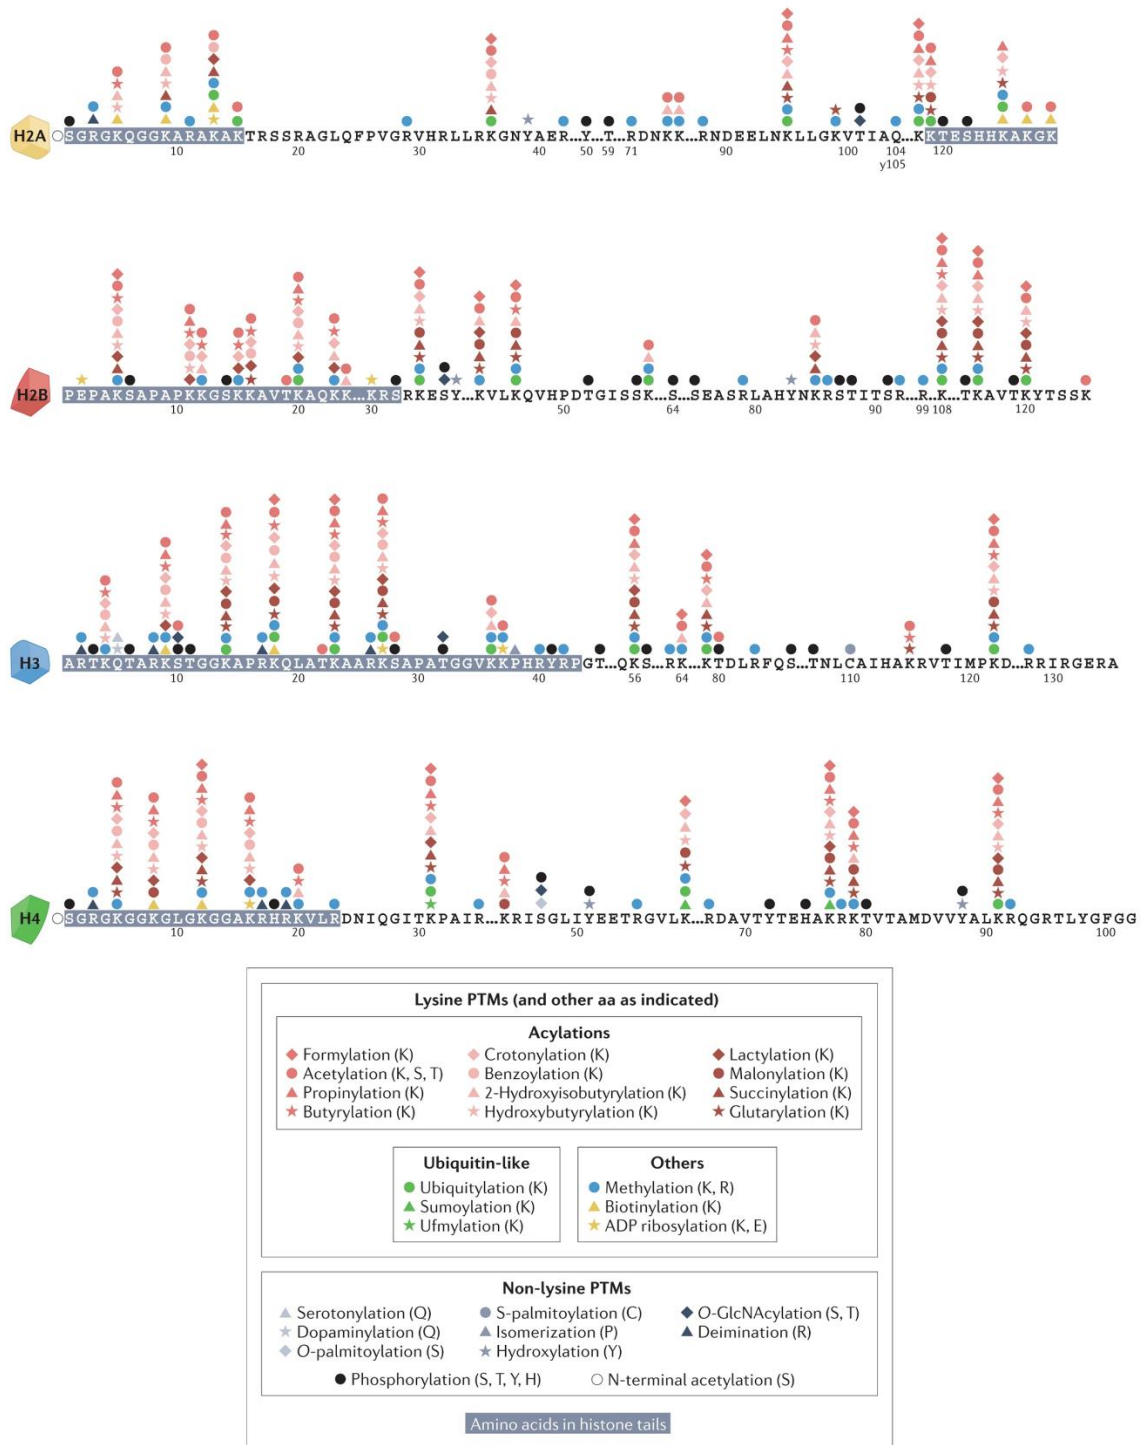 H2A
SGRGKQGGKARAKAKTRSSRAGLQFPVGRVHRLLRKGNYAER...Y...T...RDNKK...RNDEELNKLLGKVTIAQ...KKTESHHKAKGK
10 20 30 40 50 59 71 90 100 104 120
y105
H2B
PEPAKSAPAPKKGSKKAVTKAQKK...KRSRKESY...KVLKQVHPDTGISSK...S...SEASRLAHYNKRSTITSR...R...K...TKAVTKYTSSK
10 20 30 50 64 80 90 99 108 120
H3
ARTKQTARKSTGGKAPRKQLATKAARKSAPATGGVKKPHRYRPGT...QKS...RK...KTDLRFQS...TNLCAIHAKRVTIMPKD...RRIRGERA
10 20 30 40 56 64 80 110 120 130
H4
SGRGKGGKGLGKGGAKRHRKVLRDNIQGITKPAIR...KRISGLIYEETRGVLK...RDAVTYTEHAKRKTVTAMDVVYALKRQGRTLYGFGG
10 20 30 50 70 80 90 100
Lysine PTMs (and other aa as indicated)
Acylations
Formylation (K) Crotonylation (K) Lactylation (K)
Acetylation (K, S, T) Benzoylation (K) Malonylation (K)
Propinylation (K) 2-Hydroxyisobutyrylation (K) Succinylation (K)
Butyrylation (K) Hydroxybutyrylation (K) Glutarylation (K)
Ubiquitin-like Others
Ubiquitylation (K) Methylation (K, R)
Sumoylation (K) Biotinylation (K)
Ufmylation (K) ADP ribosylation (K, E)
Non-lysine PTMs
Serotonylation (Q) S-palmitoylation (C) O-GlcNAcylation (S, T)
Dopaminylation (Q) Isomerization (P) Deimination (R)
O-palmitoylation (S) Hydroxylation (Y)
Phosphorylation (S, T, Y, H) N-terminal acetylation (S)
Amino acids in histone tails